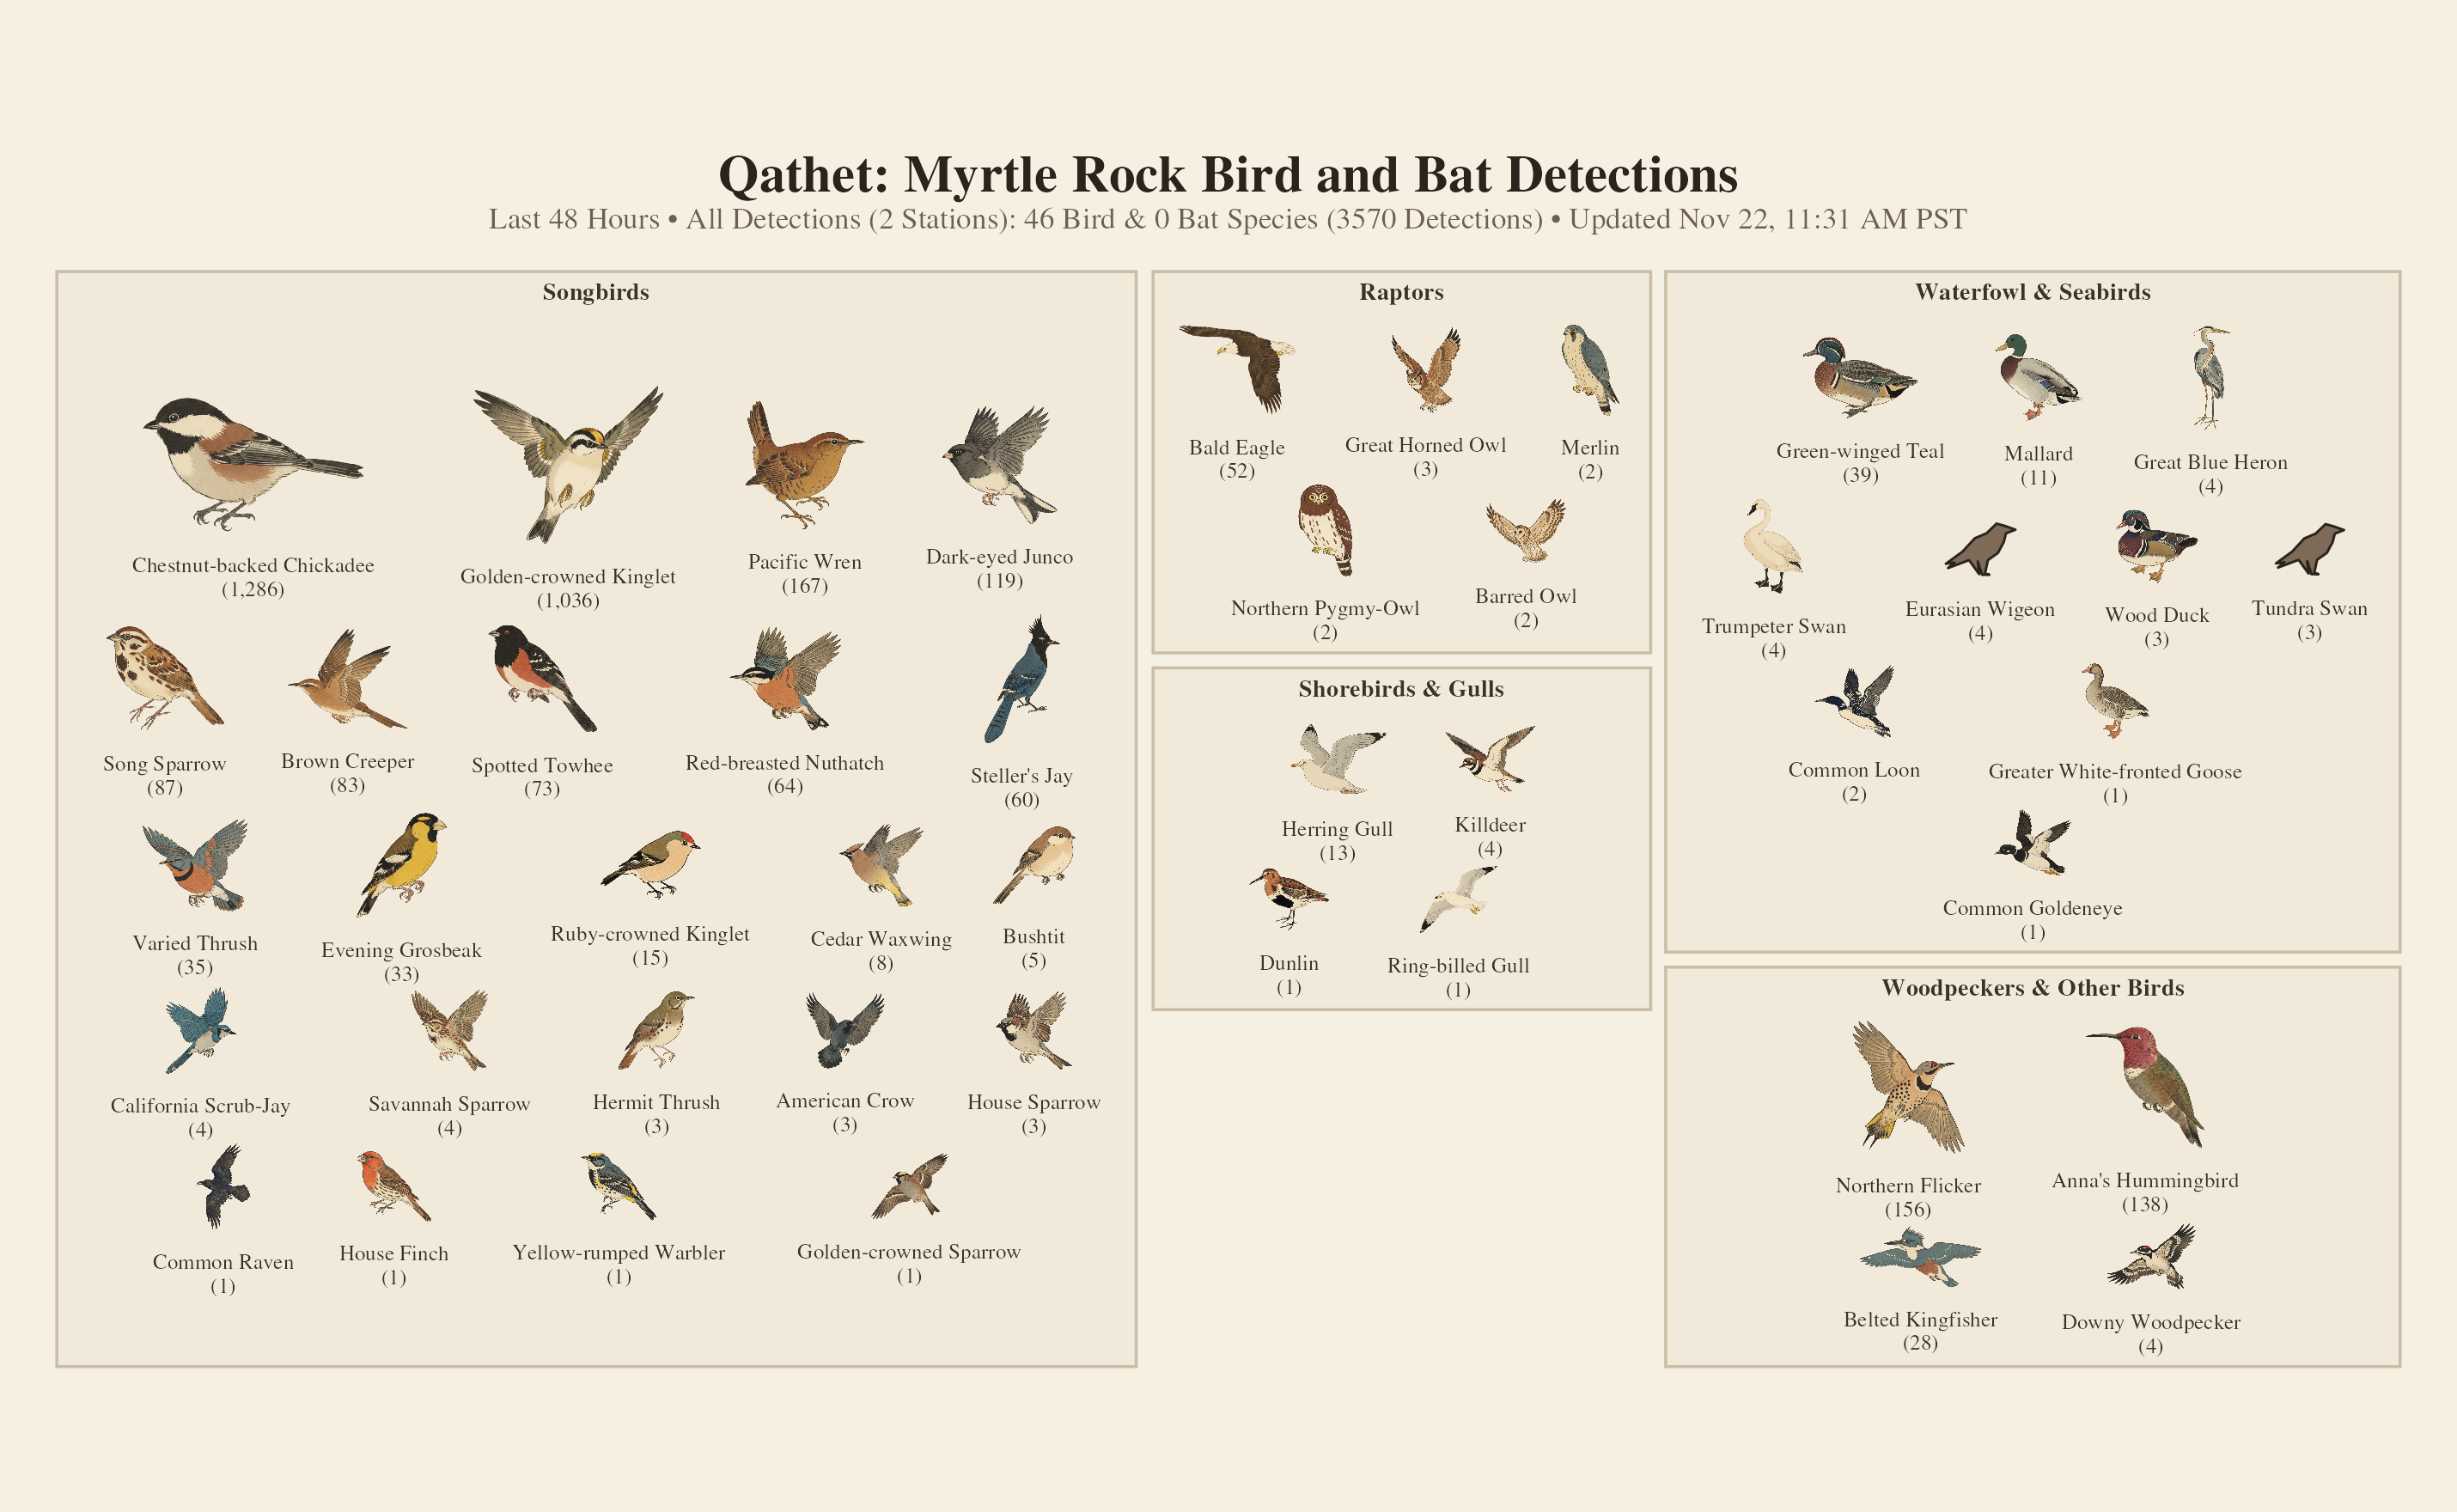 Qathet: Myrtle Rock Bird and Bat Detections
Last 48 Hours • All Detections (2 Stations): 46 Bird & 0 Bat Species (3570 Detections) • Updated Nov 22, 11:31 AM PST
Songbirds
Chestnut-backed Chickadee
(1,286)
Golden-crowned Kinglet
(1,036)
Pacific Wren
(167)
Dark-eyed Junco
(119)
Song Sparrow
(87)
Brown Creeper
(83)
Spotted Towhee
(73)
Red-breasted Nuthatch
(64)
Steller's Jay
(60)
Varied Thrush
(35)
Evening Grosbeak
(33)
Ruby-crowned Kinglet
(15)
Cedar Waxwing
(8)
Bushtit
(5)
California Scrub-Jay
(4)
Savannah Sparrow
(4)
Hermit Thrush
(3)
American Crow
(3)
House Sparrow
(3)
Common Raven
(1)
House Finch
(1)
Yellow-rumped Warbler
(1)
Golden-crowned Sparrow
(1)
Raptors
Bald Eagle
(52)
Great Horned Owl
(3)
Merlin
(2)
Northern Pygmy-Owl
(2)
Barred Owl
(2)
Shorebirds & Gulls
Herring Gull
(13)
Killdeer
(4)
Dunlin
(1)
Ring-billed Gull
(1)
Waterfowl & Seabirds
Green-winged Teal
(39)
Mallard
(11)
Great Blue Heron
(4)
Trumpeter Swan
(4)
Eurasian Wigeon
(4)
Wood Duck
(3)
Tundra Swan
(3)
Common Loon
(2)
Greater White-fronted Goose
(1)
Common Goldeneye
(1)
Woodpeckers & Other Birds
Northern Flicker
(156)
Anna's Hummingbird
(138)
Belted Kingfisher
(28)
Downy Woodpecker
(4)